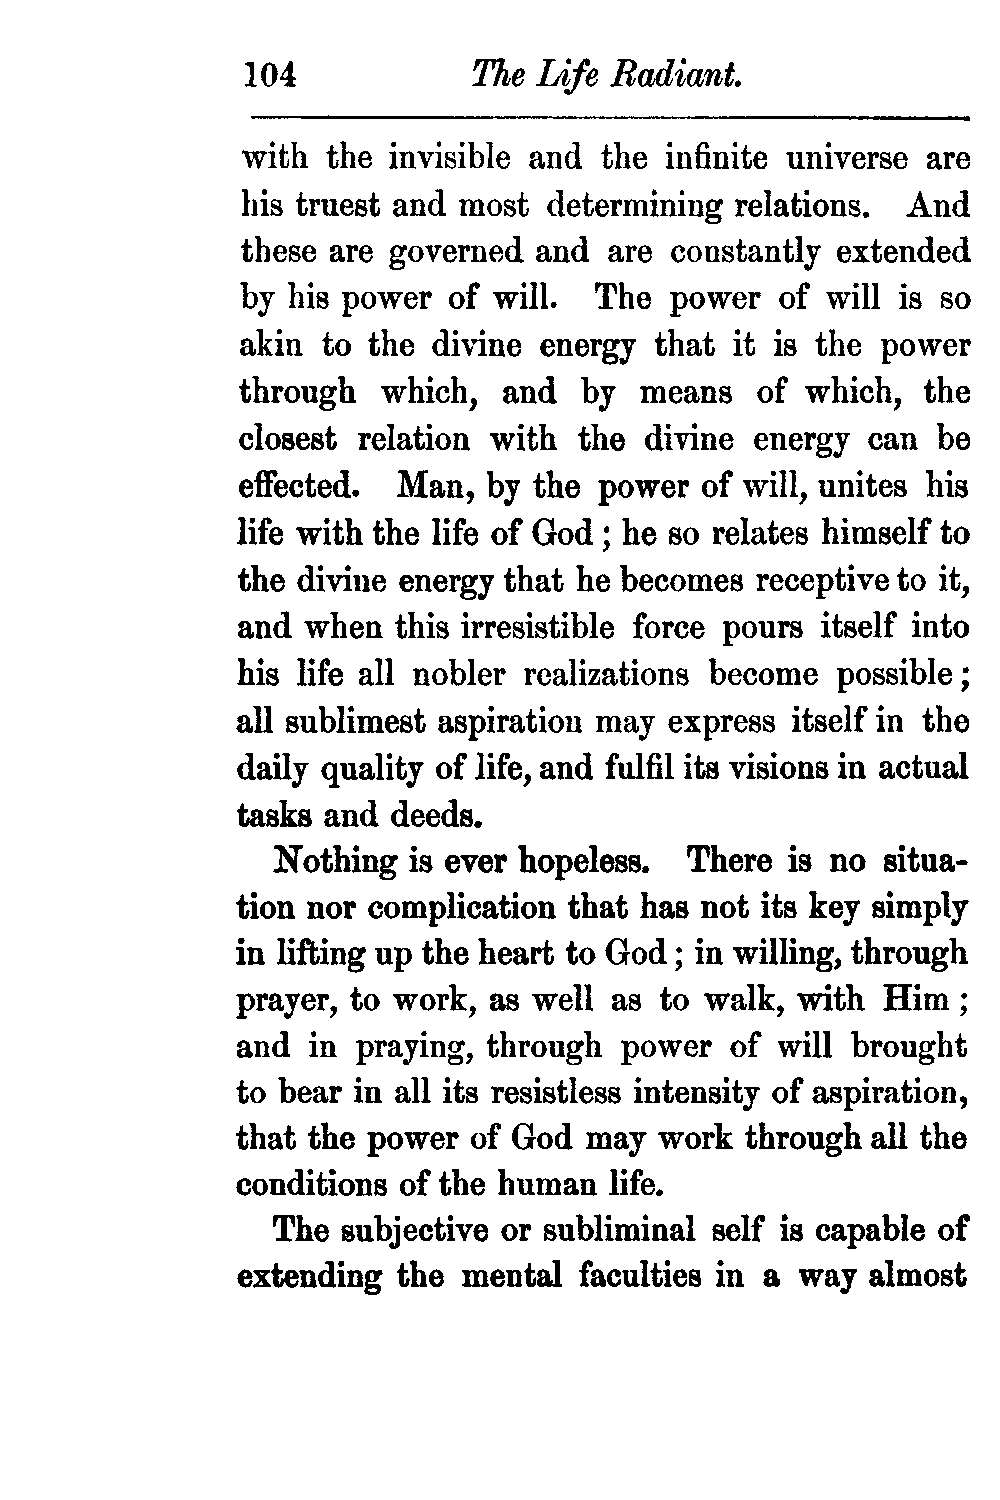 104 The Life Radiant.
with the invisible and the infinite universe are
his truest and most determining relations. And
these are governed and are constantly extended
by his power of will. The power of will is so
akin to the divine energy that it is the power
through which, and by means of which, the
closest relation with the divine energy can be
effected. Man, by the power of will, unites his
life with the life of God ; he so relates himself to
the divine energy that he becomes receptive to it,
and when this irresistible force pours itself into
his life all nobler realizations become possible ;
all sublimest aspiration may express itself in the
daily quality of life, and fulfil its visions in actual
tasks and deeds.
Nothing is ever hopeless. There is no situa-
tion nor complication that has not its key simply
in lifting up the heart to God ; in willing, through
prayer, to work, as well as to walk, with Him ;
and in praying, through power of will brought
to bear in all its resistless intensity of aspiration,
that the power of God may work through all the
conditions of the human life.
The subjective or subliminal self is capable of
extending the mental faculties in a way almost